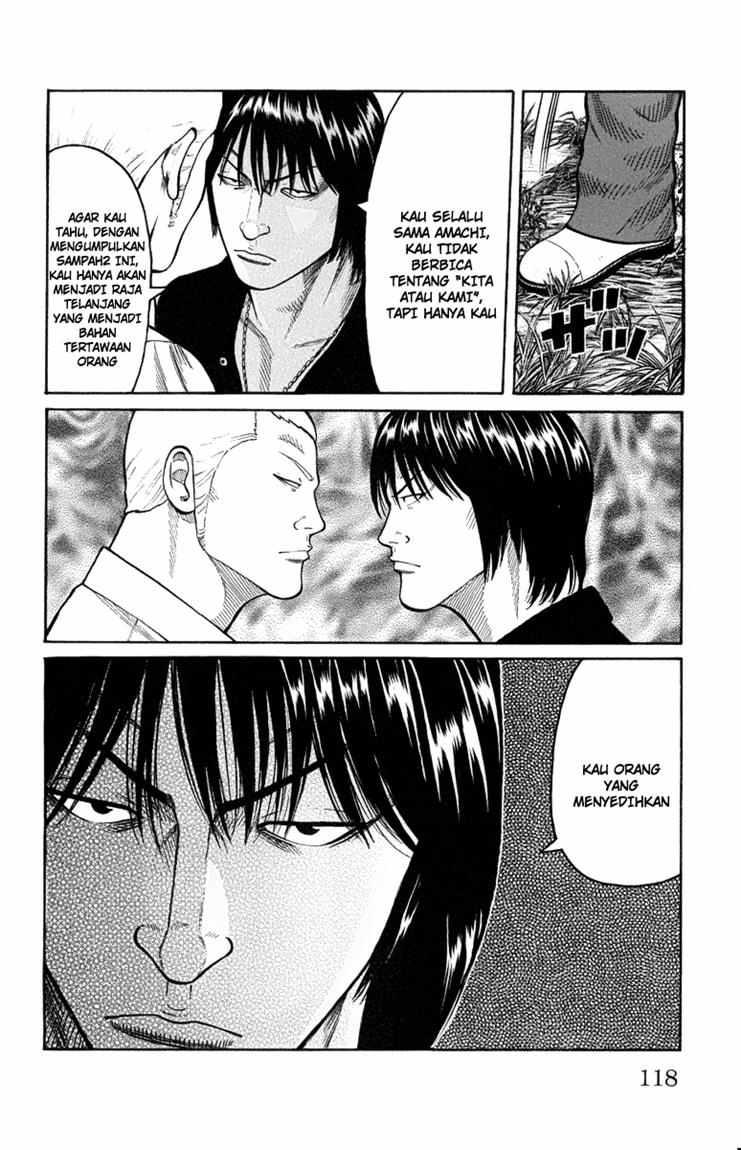 ザッ
KAU SELALU
SAMA AMACHI,
KAU TIDAK
BERBICA
TENTANG "KITA
ATAU KAMI",
TAPI HANYA KAU
AGAR KAU
TAHU, DENGAN
MENGUMPULKAN
SAMPAH2 INI,
KAU HANYA AKAN
MENJADI RAJA
TELANJANG
YANG MENJADI
BAHAN
TERTAWAAN
ORANG
KAU ORANG
YANG
MENYEDIHKAN
118